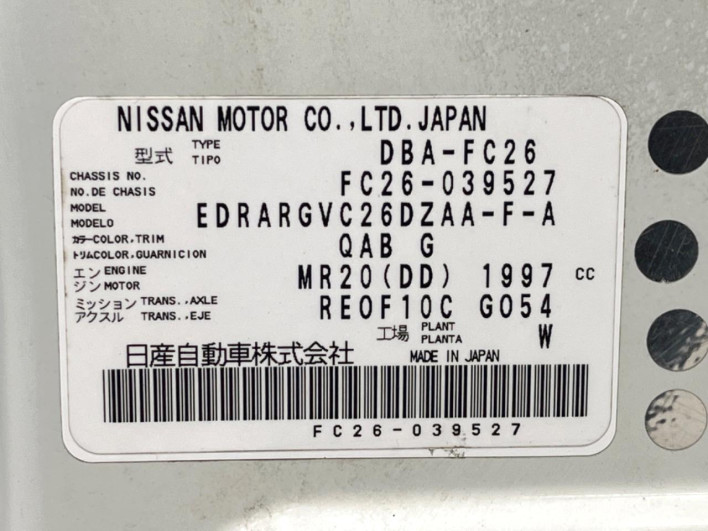 NISSAN MOTOR CO.,LTD.JAPAN
型式 TYPE TIPO DBA-FC26
CHASSIS NO. NO.DE CHASIS FC26-039527
MODEL MODELO EDRARGVC26DZAA-F-A
カラーCOLOR,TRIM トリムCOLOR,GUARNICION QAB G
エンジン ENGINE MOTOR MR20(DD) 1997 CC
ミッション アクスル TRANS.,AXLE TRANS.,EJE RE0F10C G054
工場 PLANT PLANTA W
日産自動車株式会社 MADE IN JAPAN
FC26-039527